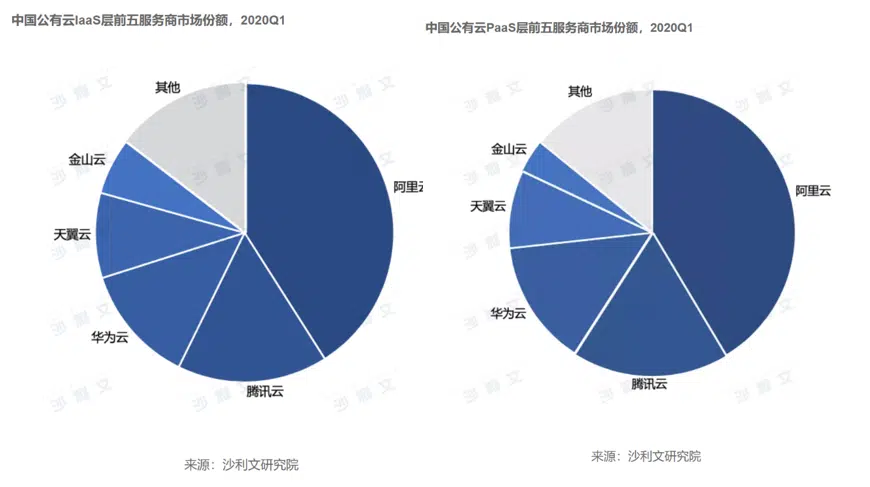 中国公有云IaaS层前五服务商市场份额，2020Q1
其他
金山云
阿里云
天翼云
华为云
腾讯云
来源：沙利文研究院
中国公有云PaaS层前五服务商市场份额，2020Q1
其他
金山云
阿里云
天翼云
华为云
腾讯云
来源：沙利文研究院